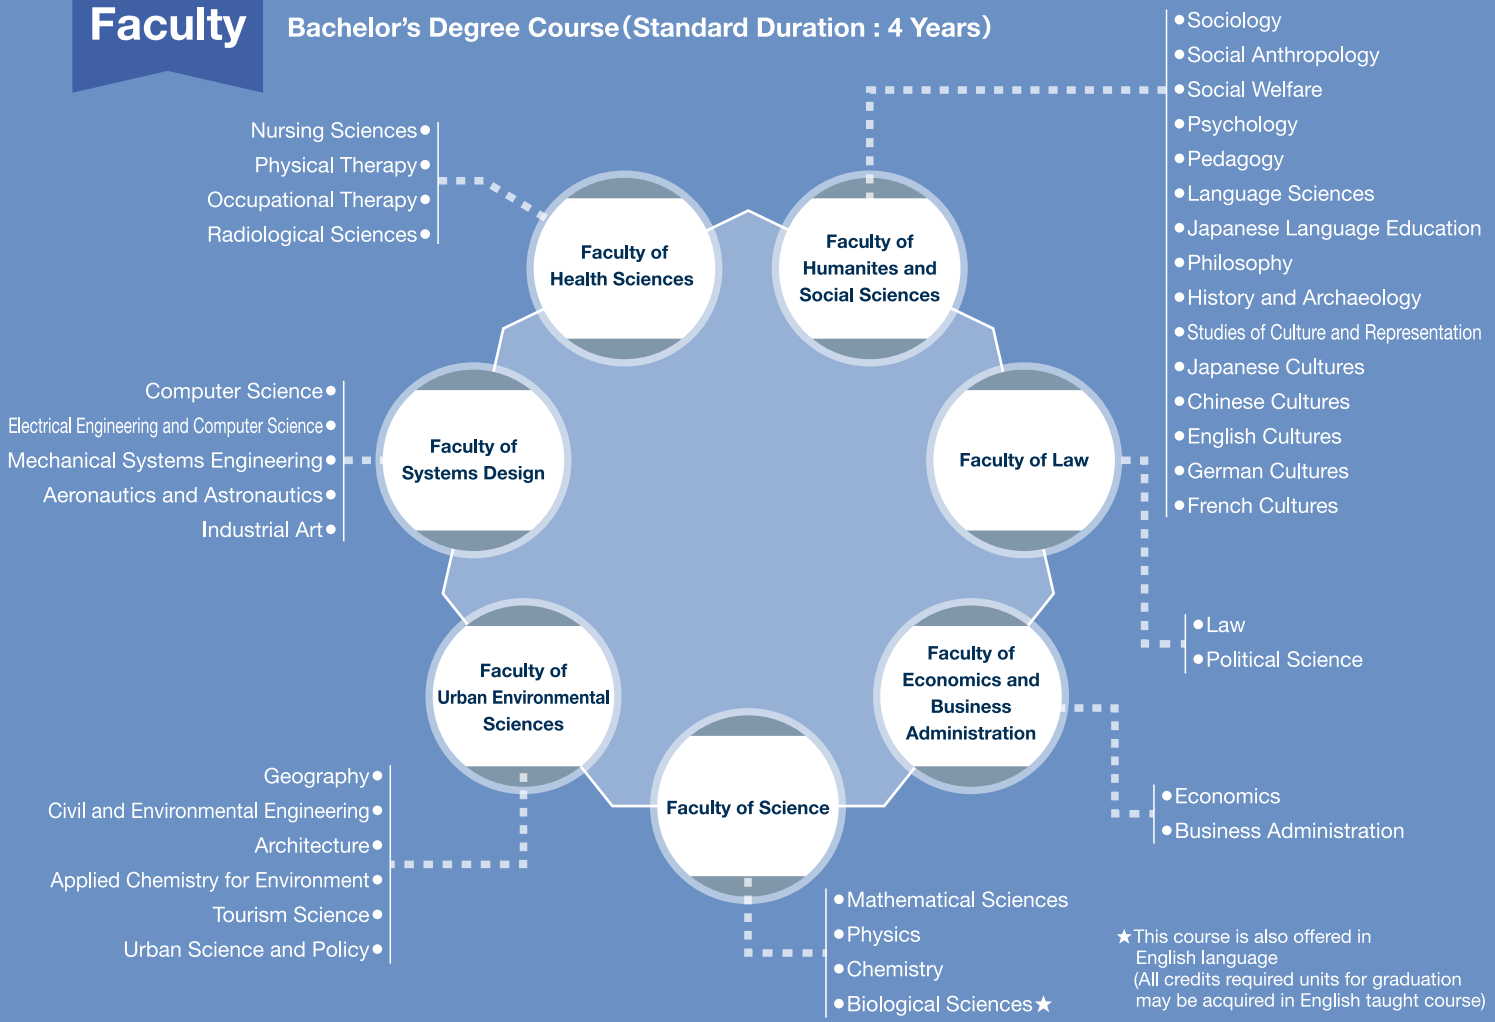 Faculty
Bachelor's Degree Course(Standard Duration : 4 Years)
Nursing Sciences●
Physical Therapy●
Occupational Therapy●
Radiological Sciences●
Faculty of
Health Sciences
Faculty of
Humanites and
Social Sciences
●Sociology
●Social Anthropology
●Social Welfare
●Psychology
●Pedagogy
●Language Sciences
●Japanese Language Education
●Philosophy
●History and Archaeology
●Studies of Culture and Representation
●Japanese Cultures
●Chinese Cultures
●English Cultures
●German Cultures
●French Cultures
Computer Science●
Electrical Engineering and Computer Science●
Mechanical Systems Engineering●
Aeronautics and Astronautics●
Industrial Art●
Faculty of
Systems Design
Faculty of Law
●Law
●Political Science
Faculty of
Urban Environmental
Sciences
Geography●
Civil and Environmental Engineering●
Architecture●
Applied Chemistry for Environment●
Tourism Science●
Urban Science and Policy●
Faculty of
Economics and
Business
Administration
●Economics
●Business Administration
Faculty of Science
●Mathematical Sciences
●Physics
●Chemistry
●Biological Sciences★
★This course is also offered in
English language
(All credits required units for graduation
may be acquired in English taught course)